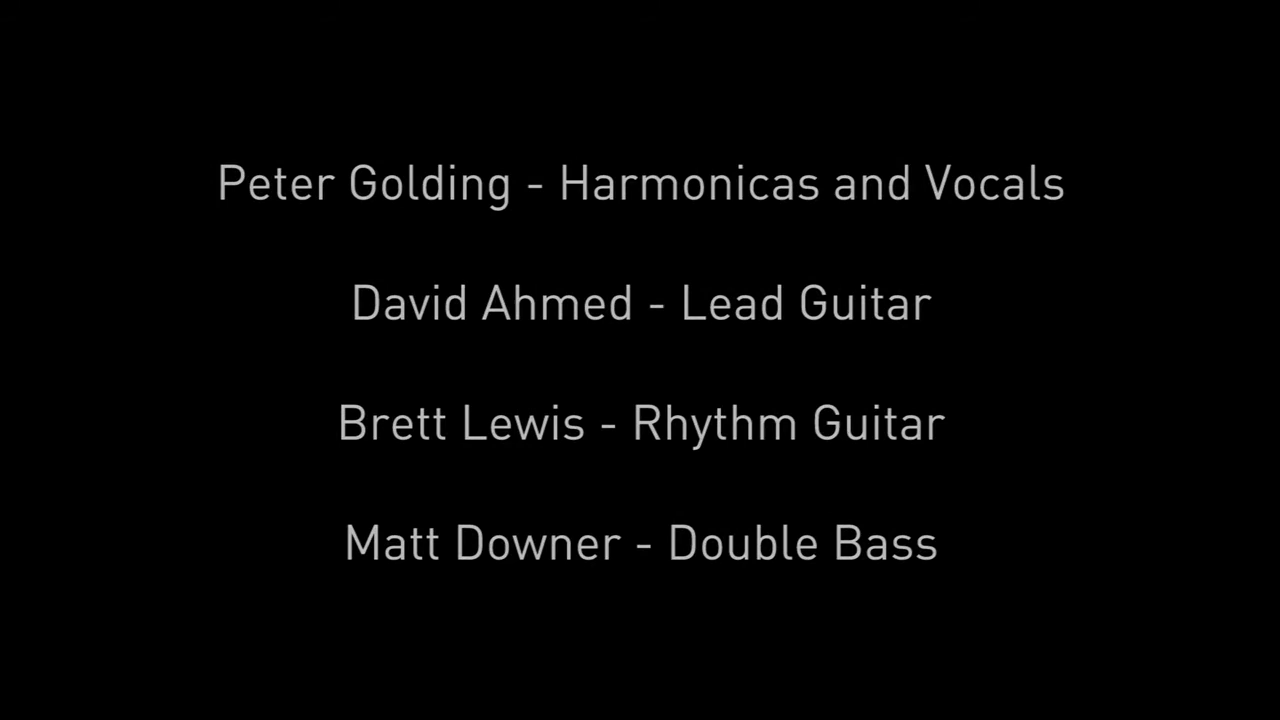 Peter Golding - Harmonicas and Vocals
David Ahmed - Lead Guitar
Brett Lewis - Rhythm Guitar
Matt Downer - Double Bass